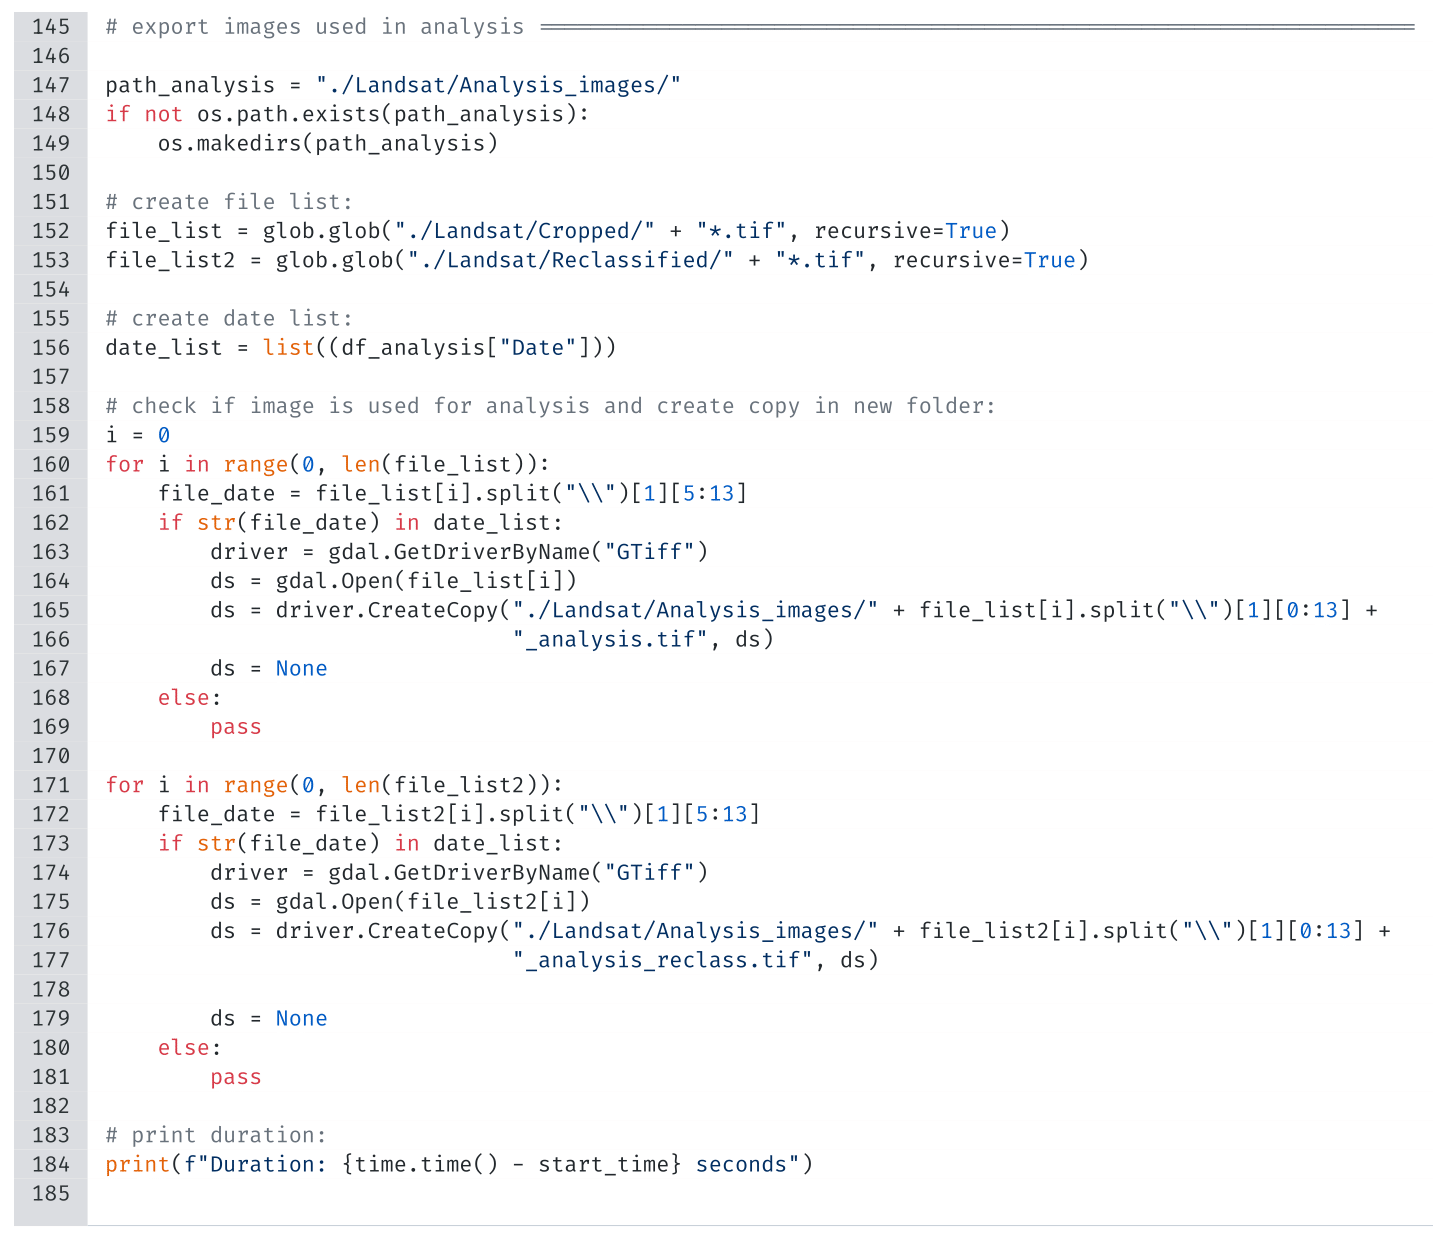 145 # export images used in analysis ══════════════════════════════════════════════════════════════════
146
147 path_analysis = "./Landsat/Analysis_images/"
148 if not os.path.exists(path_analysis):
149     os.makedirs(path_analysis)
150
151 # create file list:
152 file_list = glob.glob("./Landsat/Cropped/" + "*.tif", recursive=True)
153 file_list2 = glob.glob("./Landsat/Reclassified/" + "*.tif", recursive=True)
154
155 # create date list:
156 date_list = list((df_analysis["Date"]))
157
158 # check if image is used for analysis and create copy in new folder:
159 i = 0
160 for i in range(0, len(file_list)):
161     file_date = file_list[i].split("\\")[1][5:13]
162     if str(file_date) in date_list:
163         driver = gdal.GetDriverByName("GTiff")
164         ds = gdal.Open(file_list[i])
165         ds = driver.CreateCopy("./Landsat/Analysis_images/" + file_list[i].split("\\")[1][0:13] +
166                                "_analysis.tif", ds)
167         ds = None
168     else:
169         pass
170
171 for i in range(0, len(file_list2)):
172     file_date = file_list2[i].split("\\")[1][5:13]
173     if str(file_date) in date_list:
174         driver = gdal.GetDriverByName("GTiff")
175         ds = gdal.Open(file_list2[i])
176         ds = driver.CreateCopy("./Landsat/Analysis_images/" + file_list2[i].split("\\")[1][0:13] +
177                                "_analysis_reclass.tif", ds)
178
179         ds = None
180     else:
181         pass
182
183 # print duration:
184 print(f"Duration: {time.time() - start_time} seconds")
185